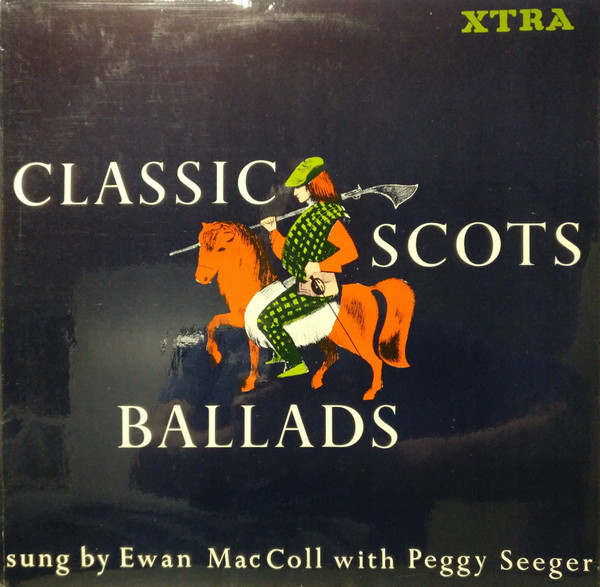 XTRA
CLASSIC
SCOTS
BALLADS
sung by Ewan MacColl with Peggy Seeger